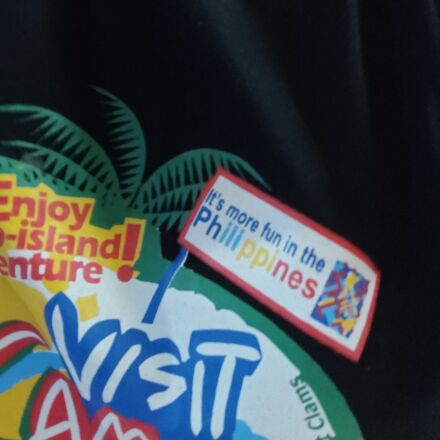 Enjoy
-island
enture!
It's more fun in the
Philippines
VISIT
Clams